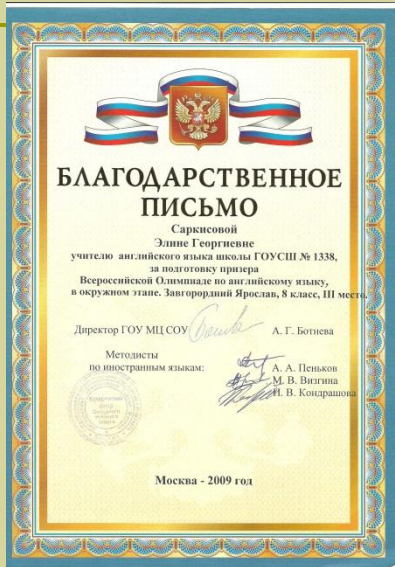 БЛАГОДАРСТВЕННОЕ
ПИСЬМО
Саркисовой
Элине Георгиевне
учителю английского языка школы ГОУСШ № 1338,
за подготовку призера
Всероссийской Олимпиаде по английскому языку,
в окружном этапе. Завгорордний Ярослав, 8 класс, III место.
Директор ГОУ МЦ СОУ А. Г. Ботнева
Методисты
по иностранным языкам: А. А. Пеньков
М. В. Визгина
В. Кондрашова
Москва - 2009 год